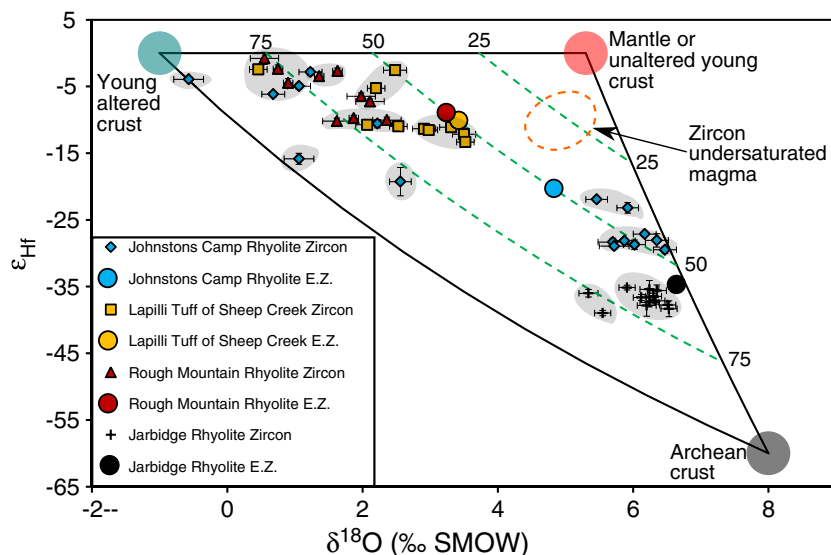 5
-5
-15
-25
-35
-45
-55
-65
εHf
75
50
25
Young
altered
crust
Mantle or
unaltered young
crust
Zircon
undersaturated
magma
25
50
75
Archean
crust
Johnstons Camp Rhyolite Zircon
Johnstons Camp Rhyolite E.Z.
Lapilli Tuff of Sheep Creek Zircon
Lapilli Tuff of Sheep Creek E.Z.
Rough Mountain Rhyolite Zircon
Rough Mountain Rhyolite E.Z.
Jarbidge Rhyolite Zircon
Jarbidge Rhyolite E.Z.
-2-- 0 2 4 6 8
δ18O (‰ SMOW)